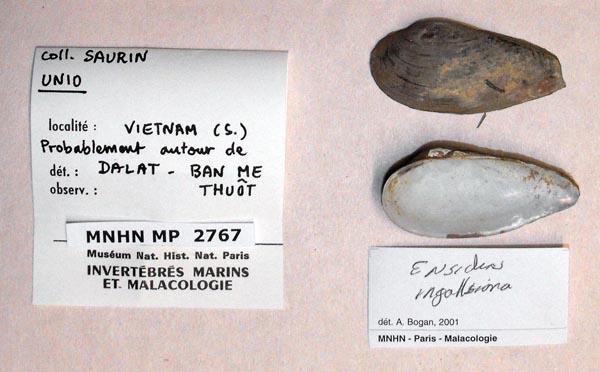 coll. SAURIN
UNIO
localité : VIETNAM (S.)
Probablement autour de
dét. : DALAT - BAN ME
observ. : THUÔT
MNHN MP 2767
Muséum Nat. Hist. Nat. Paris
INVERTÉBRÉS MARINS
ET MALACOLOGIE
Ensidens
ingallsiana
dét. A. Bogan, 2001
MNHN - Paris - Malacologie